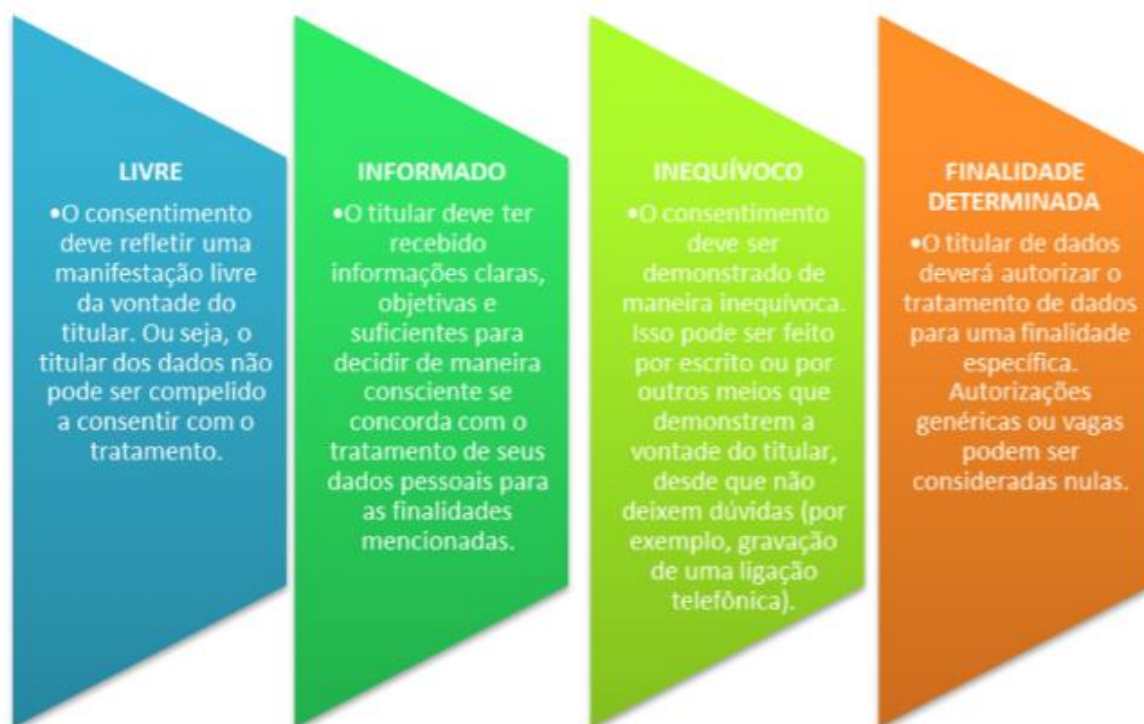 LIVRE
•O consentimento
deve refletir uma
manifestação livre
da vontade do
titular. Ou seja, o
titular dos dados não
pode ser compelido
a consentir com o
tratamento.
INFORMADO
•O titular deve ter
recebido
informações claras,
objetivas e
suficientes para
decidir de maneira
consciente se
concorda com o
tratamento de seus
dados pessoais para
as finalidades
mencionadas.
INEQUÍVOCO
•O consentimento
deve ser
demonstrado de
maneira inequívoca.
Isso pode ser feito
por escrito ou por
outros meios que
demonstrem a
vontade do titular,
desde que não
deixem dúvidas (por
exemplo, gravação
de uma ligação
telefônica).
FINALIDADE
DETERMINADA
•O titular de dados
deverá autorizar o
tratamento de dados
para uma finalidade
específica.
Autorizações
genéricas ou vagas
podem ser
consideradas nulas.